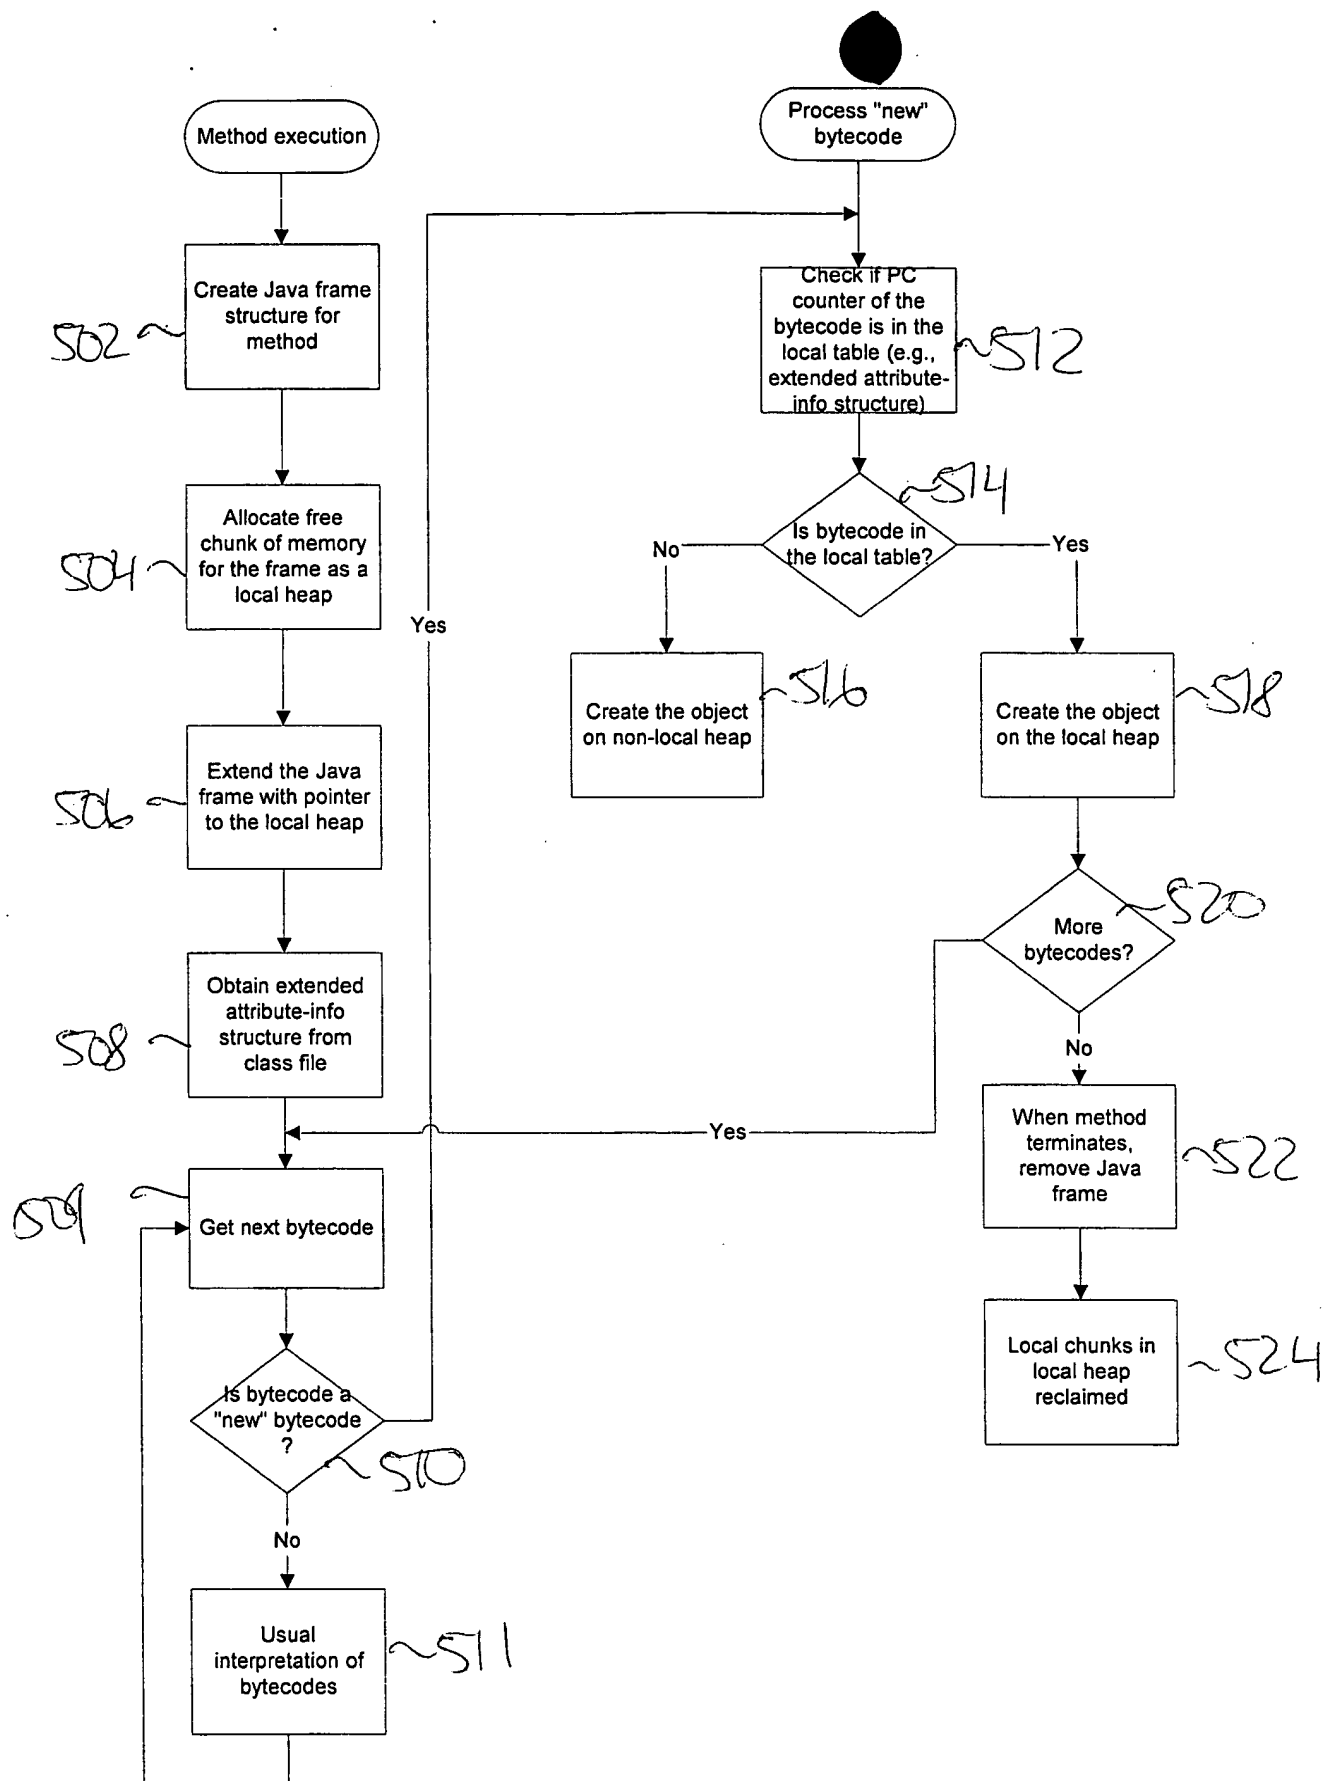 Method execution
Create Java frame
structure for
method
502
Allocate free
chunk of memory
for the frame as a
local heap
504
Extend the Java
frame with pointer
to the local heap
506
Obtain extended
attribute-info
structure from
class file
508
Get next bytecode
509
Is bytecode a
"new" bytecode
?
510
Yes
No
Usual
interpretation of
bytecodes
511
Process "new"
bytecode
Check if PC
counter of the
bytecode is in the
local table (e.g.,
extended attribute-
info structure)
512
Is bytecode in
the local table?
514
No
Yes
Create the object
on non-local heap
516
Create the object
on the local heap
518
More
bytecodes?
520
Yes
No
When method
terminates,
remove Java
frame
522
Local chunks in
local heap
reclaimed
524